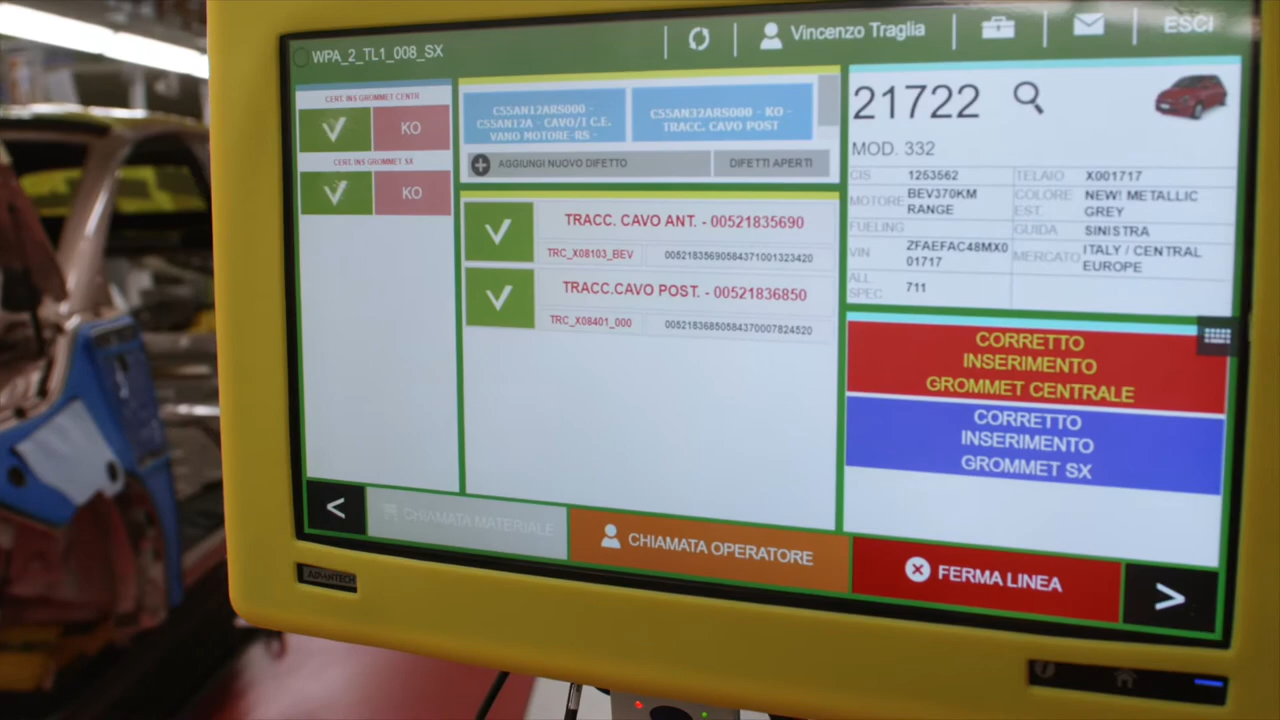 WPA_2_TL1_008_SX
Vincenzo Traglia
ESCI
CERT. INS GROMMET CENTR
KO
CERT. INS GROMMET SX
KO
C55AN12ARS000 -
C55AN12A - CAVO/I C.E.
VANO MOTORE-RS -
C55AN32ARS000 - KO -
TRACC. CAVO POST
AGGIUNGI NUOVO DIFETTO
DIFETTI APERTI
TRACC. CAVO ANT. - 00521835690
TRC_X08103_BEV
00521835690584371001323420
TRACC.CAVO POST. - 00521836850
TRC_X08401_000
00521836850584370007824520
21722
MOD. 332
CIS 1253562 TELAIO X001717
MOTORE BEV370KM RANGE COLORE EST. NEW! METALLIC GREY
FUELING GUIDA SINISTRA
VIN ZFAEFAC48MX0 01717 MERCATO ITALY / CENTRAL EUROPE
ALL. SPEC 711
CORRETTO
INSERIMENTO
GROMMET CENTRALE
CORRETTO
INSERIMENTO
GROMMET SX
< CHIAMATA MATERIALE CHIAMATA OPERATORE FERMA LINEA >
ADVANTECH